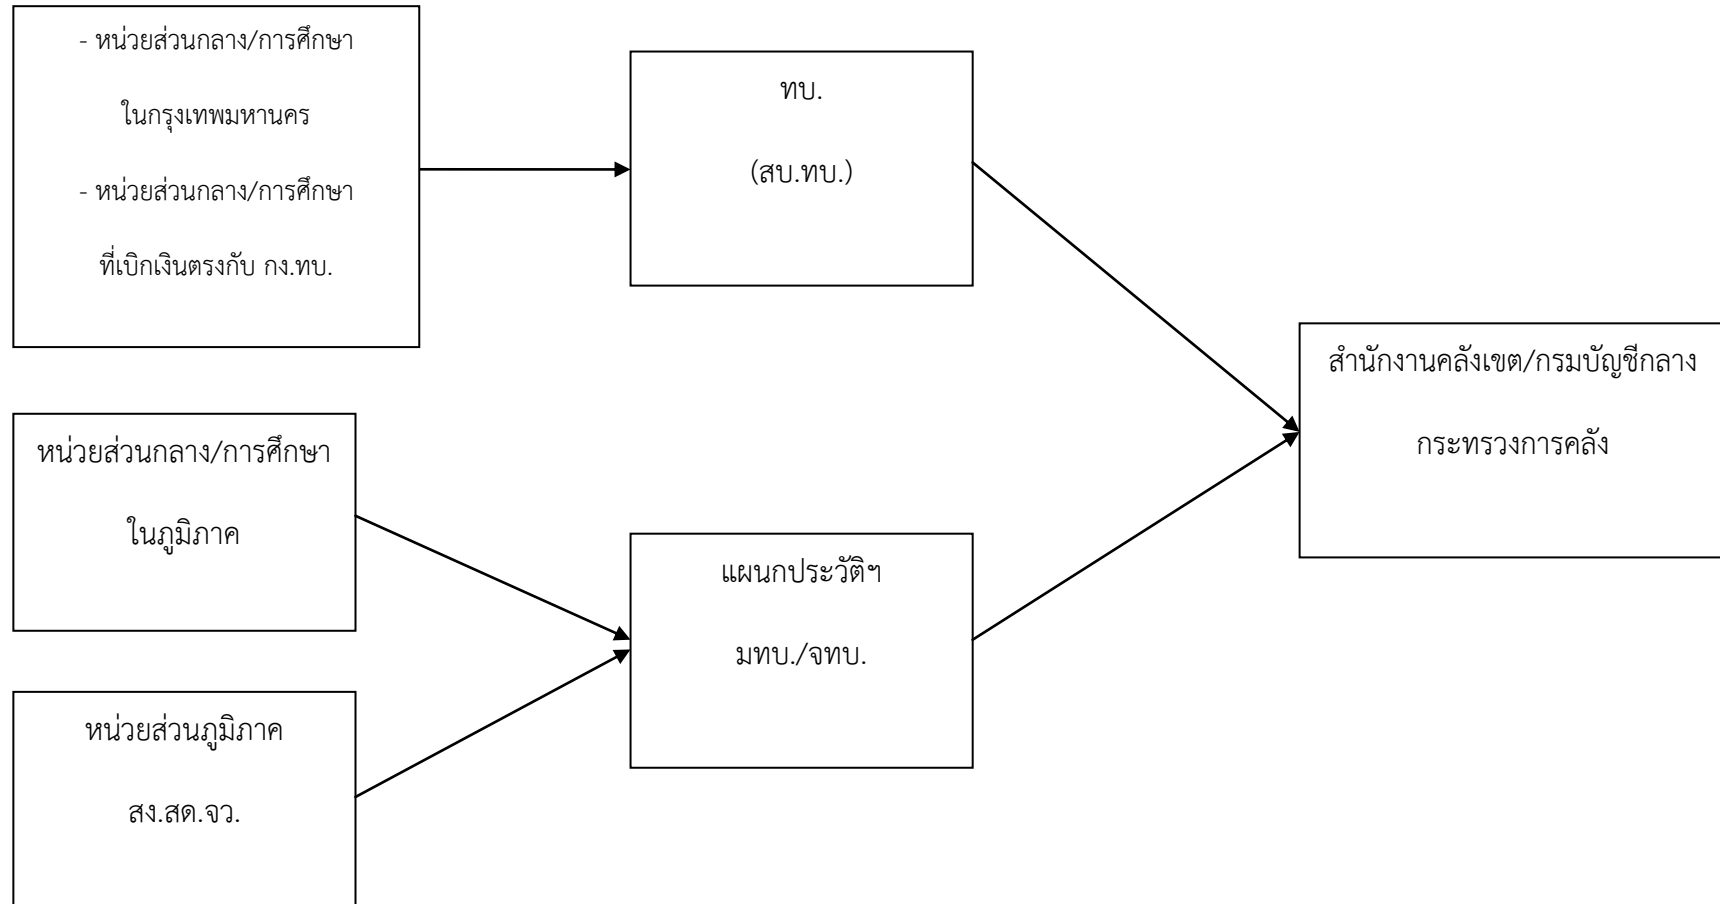 - หน่วยส่วนกลาง/การศึกษา
ในกรุงเทพมหานคร
- หน่วยส่วนกลาง/การศึกษา
ที่เบิกเงินตรงกับ กง.ทบ.
ทบ.
(สบ.ทบ.)
สำนักงานคลังเขต/กรมบัญชีกลาง
กระทรวงการคลัง
หน่วยส่วนกลาง/การศึกษา
ในภูมิภาค
แผนกประวัติฯ
มทบ./จทบ.
หน่วยส่วนภูมิภาค
สง.สด.จว.